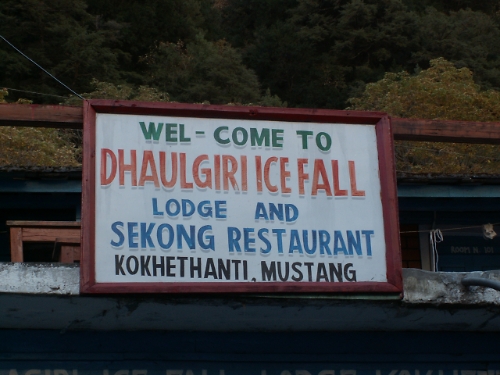 WEL-COME TO
DHAULGIRI ICE FALL
LODGE AND
SEKONG RESTAURANT
KOKHETHANTI, MUSTANG